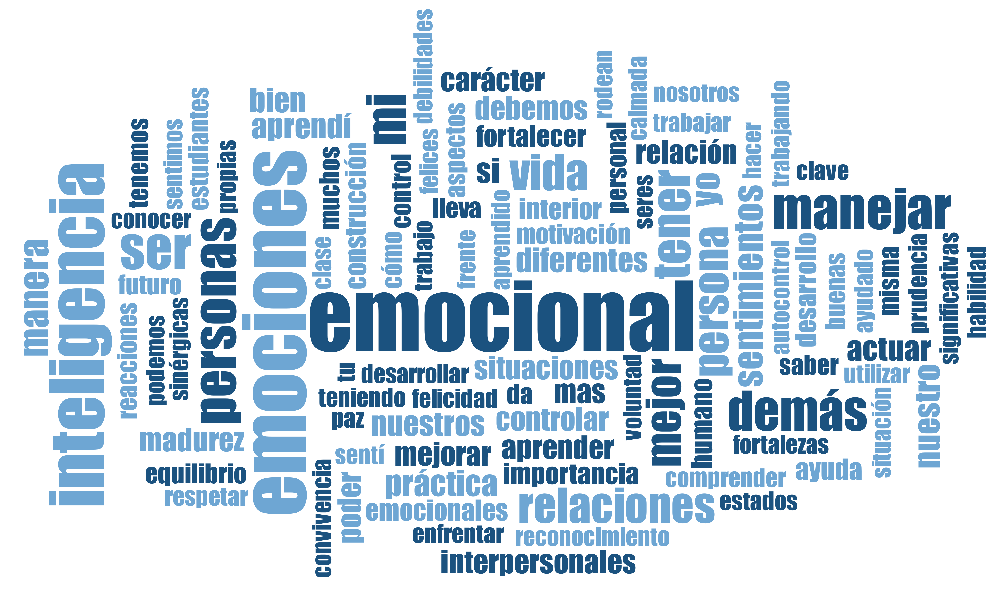 manera
inteligencia
tenemos
sentimos
estudiantes
propias
conocer
ser
futuro
reacciones
podemos
sinérgicas
personas
madurez
equilibrio
respetar
bien
aprendí
emociones
mi
debilidades
muchos
construcción
control
felices
aspectos
clase
cómo
trabajo
lleva
frente
aprendido
carácter
debemos
fortalecer
si
vida
interior
motivación
diferentes
rodean
calmada
nosotros
trabajar
personal
relación
seres
tener
yo
hacer
trabajando
clave
manejar
persona
sentimientos
autocontrol
desarrollo
buenas
ayudado
misma
prudencia
significativas
habilidad
emocional
tu
desarrollar
situaciones
teniendo
felicidad
da
mas
voluntad
mejor
humano
saber
actuar
utilizar
nuestro
demás
paz
nuestros
controlar
sentí
mejorar
aprender
fortalezas
situación
convivencia
poder
práctica
importancia
comprender
ayuda
emocionales
relaciones
estados
enfrentar
reconocimiento
interpersonales